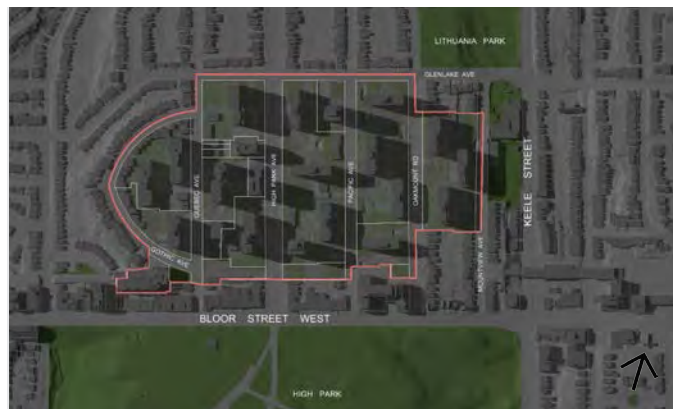 LITHUANIA PARK
GLENLAKE AVE
QUEBEC AVE
HIGH PARK AVE
PACIFIC AVE
OAKMOUNT RD
KEELE STREET
GOTHIC AVE
MOUNTVIEW AVE
BLOOR STREET WEST
HIGH PARK